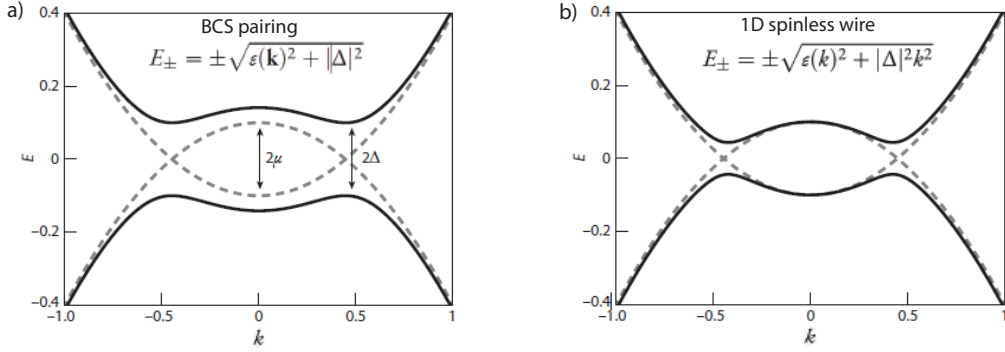 a)
BCS pairing
E± = ±√ε(𝐤)² + |Δ|²
0.4
0.2
0
−0.2
−0.4
E
2μ
2Δ
−1.0
−0.5
0
0.5
1
k
b)
1D spinless wire
E± = ±√ε(k)² + |Δ|²k²
0.4
0.2
0
−0.2
−0.4
E
−1.0
−0.5
0
0.5
1
k